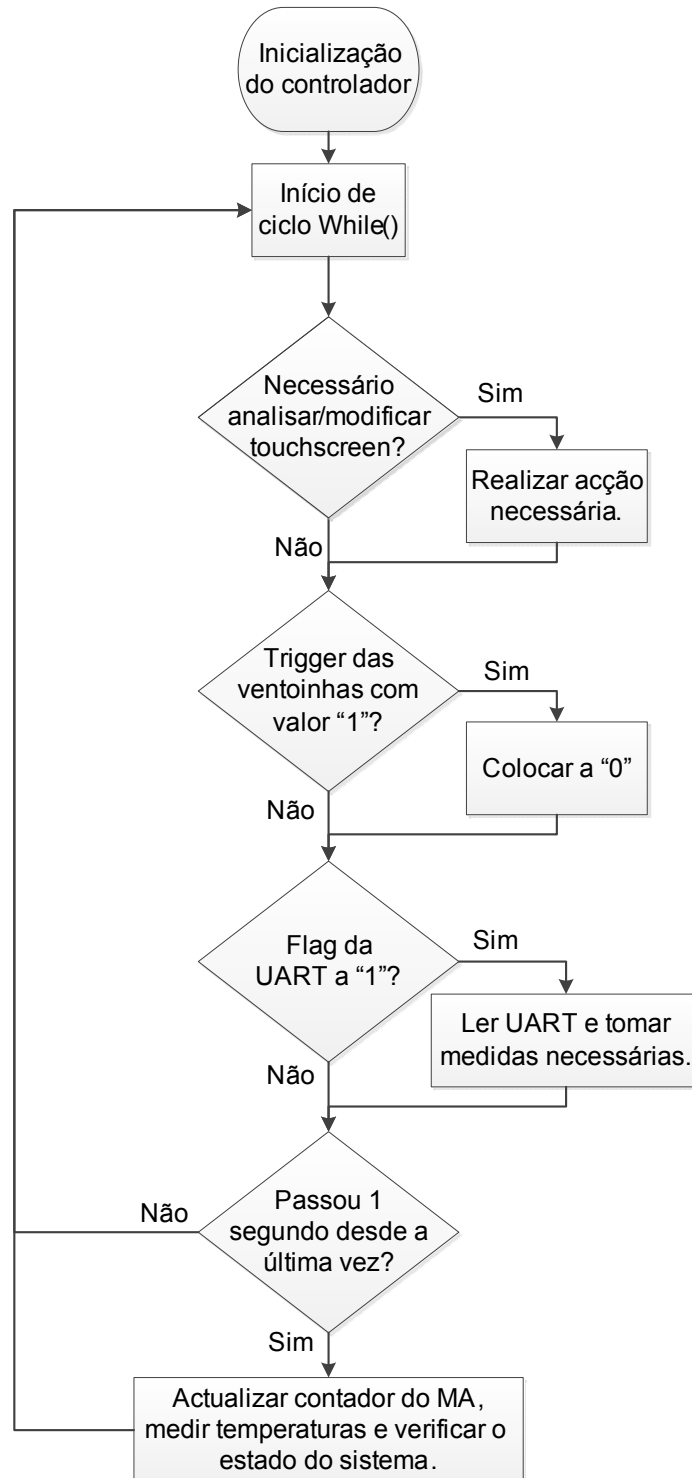 Inicialização
do controlador
Início de
ciclo While()
Necessário
analisar/modificar
touchscreen?
Sim
Realizar acção
necessária.
Não
Trigger das
ventoinhas com
valor “1”?
Sim
Colocar a “0”
Não
Flag da
UART a “1”?
Sim
Ler UART e tomar
medidas necessárias.
Não
Passou 1
segundo desde a
última vez?
Não
Sim
Actualizar contador do MA,
medir temperaturas e verificar o
estado do sistema.